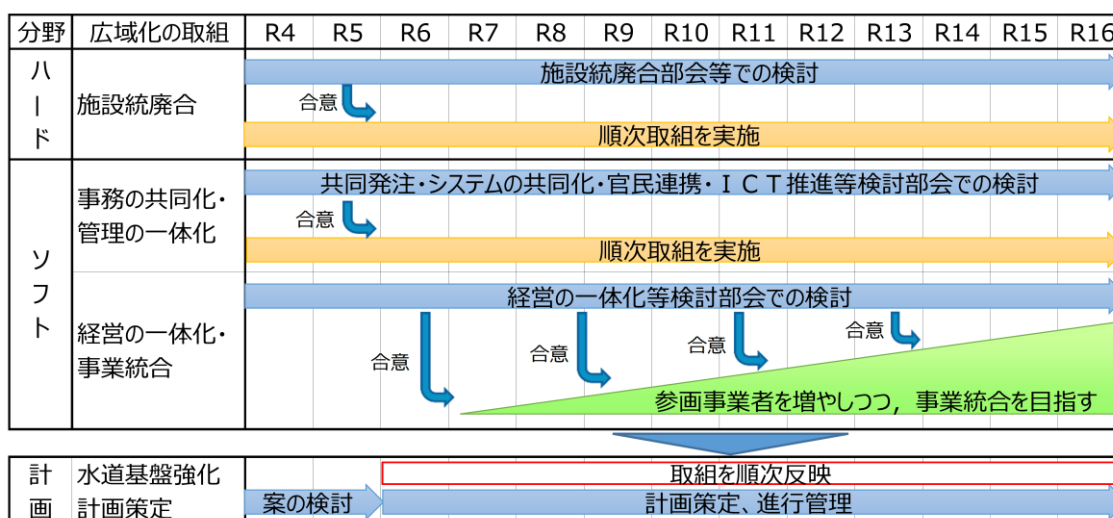 分野 広域化の取組 R4 R5 R6 R7 R8 R9 R10 R11 R12 R13 R14 R15 R16
ハード
施設統廃合
施設統廃合部会等での検討
合意
順次取組を実施
ソフト
事務の共同化・
管理の一体化
共同発注・システムの共同化・官民連携・ＩＣＴ推進等検討部会での検討
合意
順次取組を実施
経営の一体化・
事業統合
経営の一体化等検討部会での検討
合意
合意
合意
合意
参画事業者を増やしつつ，事業統合を目指す
計画
水道基盤強化
計画策定
取組を順次反映
案の検討
計画策定、進行管理